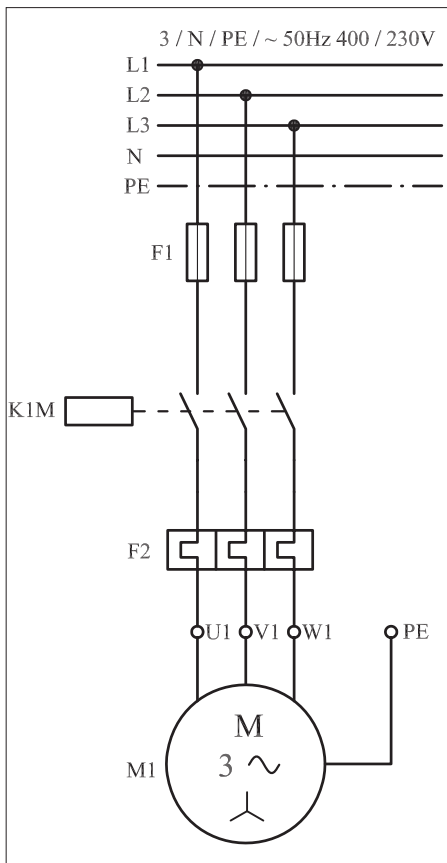 3 / N / PE / ~ 50Hz 400 / 230V
L1
L2
L3
N
PE
F1
K1M
F2
U1 V1 W1 PE
M
M1 3